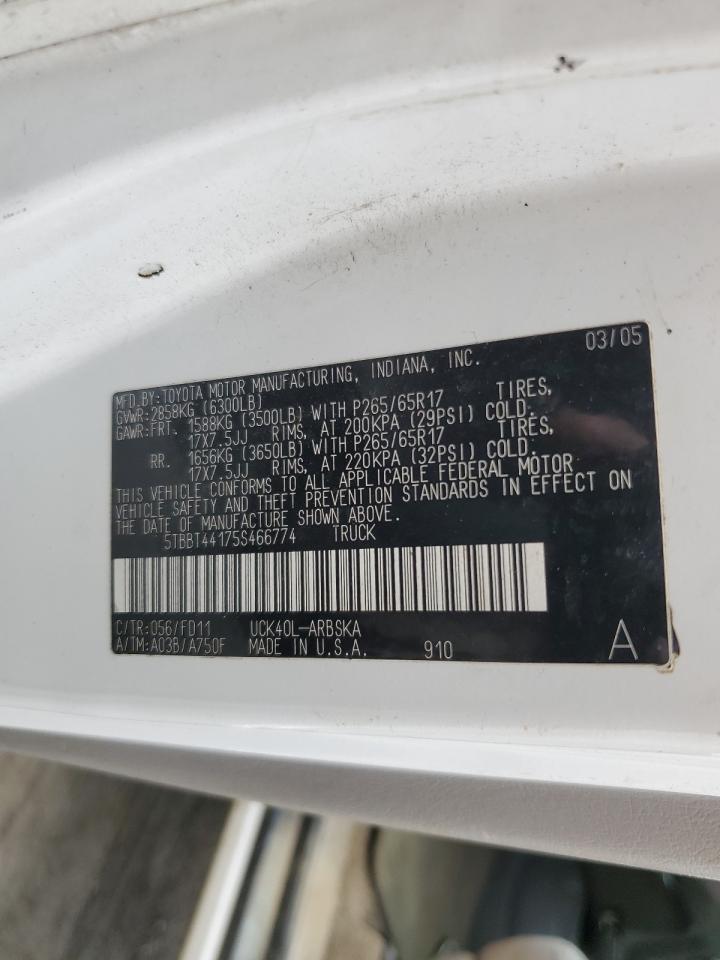 03/05
MFD.BY:TOYOTA MOTOR MANUFACTURING, INDIANA, INC.
GVWR:2858KG (6300LB)
GAWR:FRT. 1588KG (3500LB) WITH P265/65R17 TIRES,
17X7.5JJ RIMS, AT 200KPA (29PSI) COLD.
RR. 1656KG (3650LB) WITH P265/65R17 TIRES,
17X7.5JJ RIMS, AT 220KPA (32PSI) COLD.
THIS VEHICLE CONFORMS TO ALL APPLICABLE FEDERAL MOTOR
VEHICLE SAFETY AND THEFT PREVENTION STANDARDS IN EFFECT ON
THE DATE OF MANUFACTURE SHOWN ABOVE.
5TBBT44175S466774 TRUCK
C/TR:056/FD11 UCK40L-ARBSKA
A/TM:A03B/A750F MADE IN U.S.A. 910 A